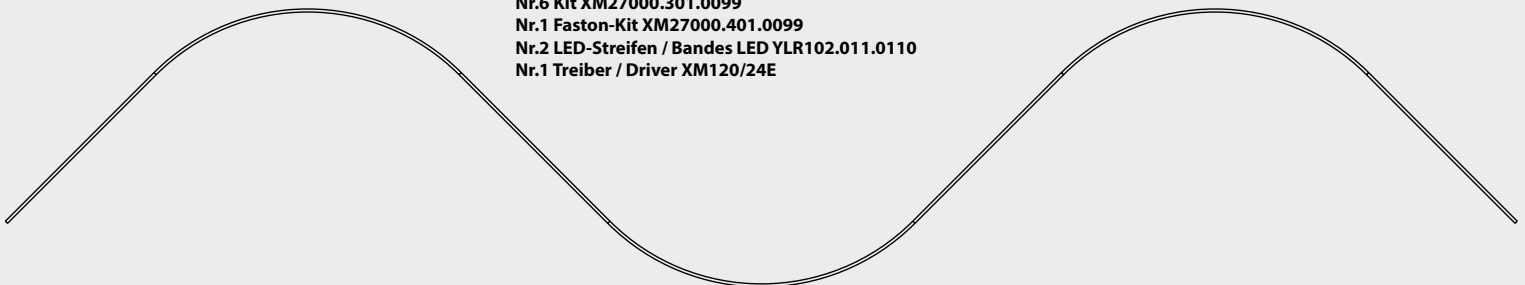 Nr.6 Kit XM27000.301.0099
Nr.1 Faston-Kit XM27000.401.0099
Nr.2 LED-Streifen / Bandes LED YLR102.011.0110
Nr.1 Treiber / Driver XM120/24E